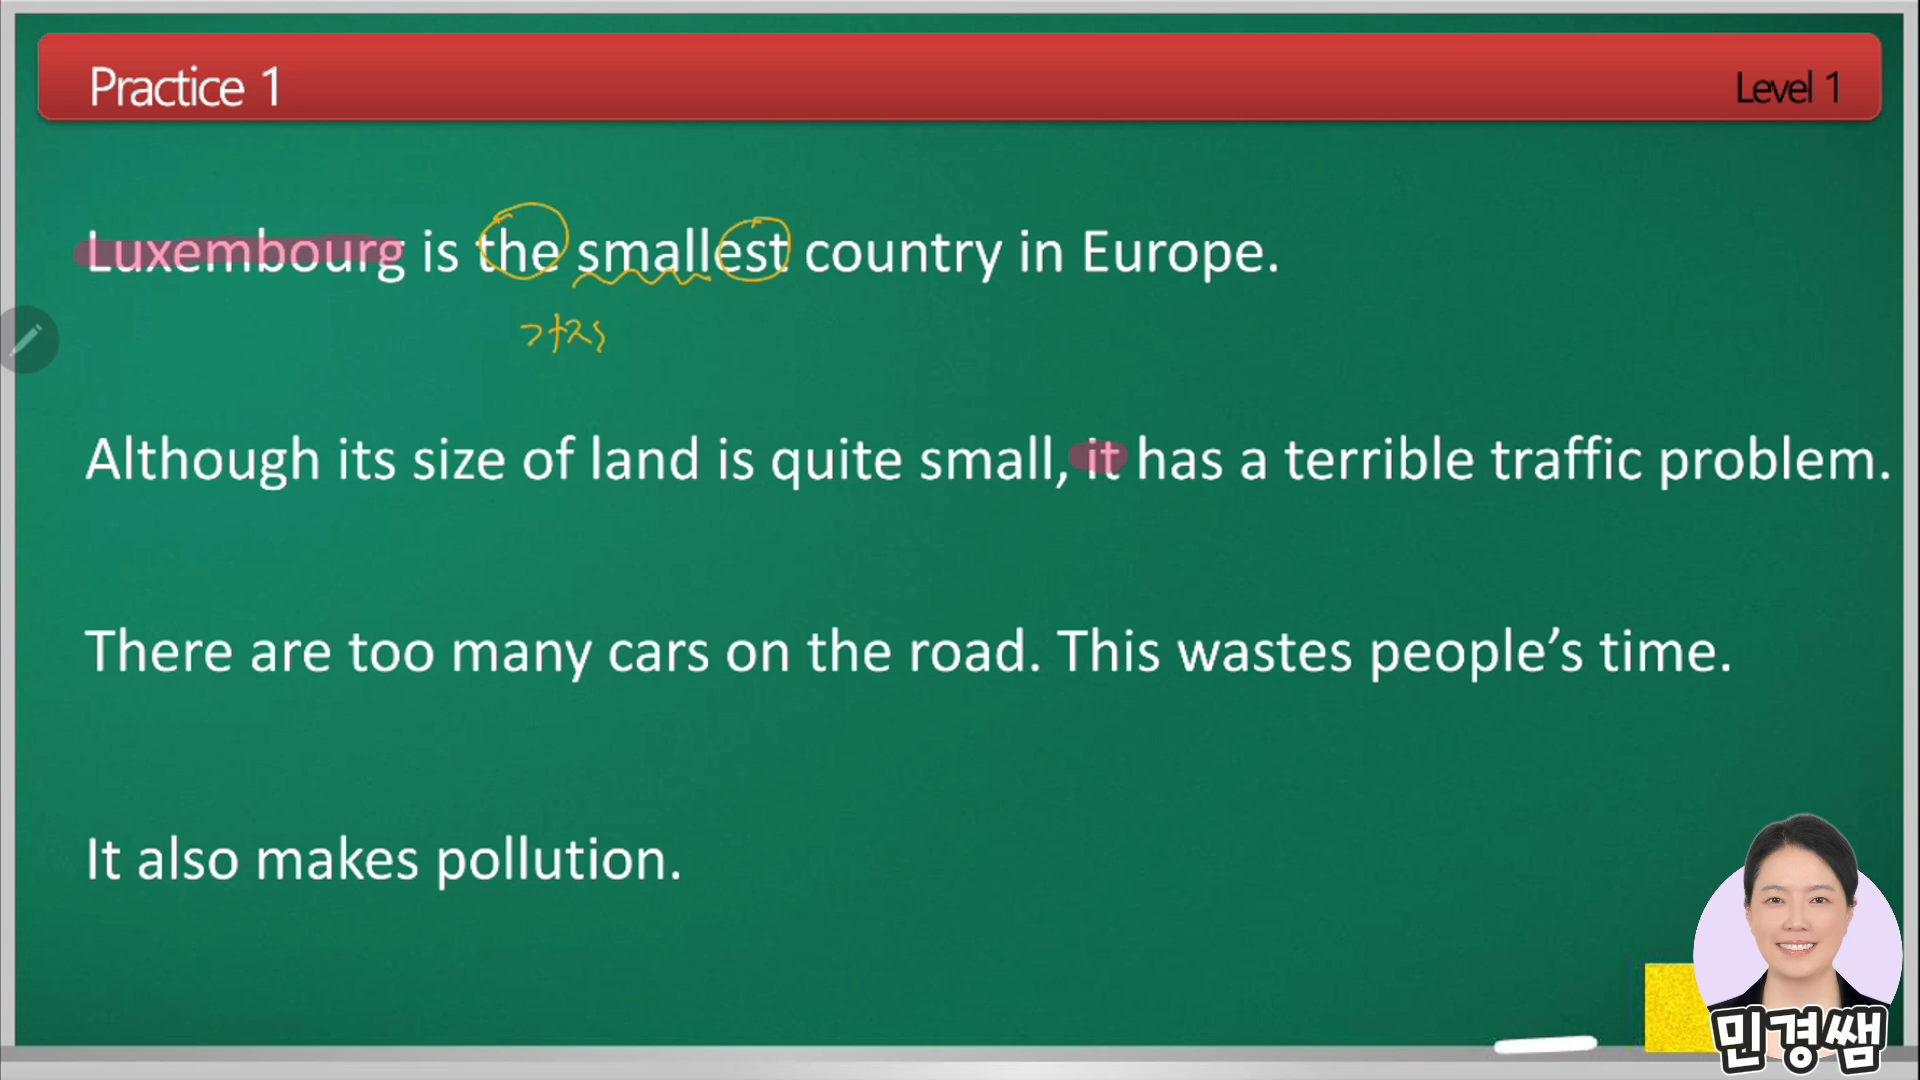 Practice 1
Level 1
Luxembourg is the smallest country in Europe.
가장
Although its size of land is quite small, it has a terrible traffic problem.
There are too many cars on the road. This wastes people’s time.
It also makes pollution.
민경쌤